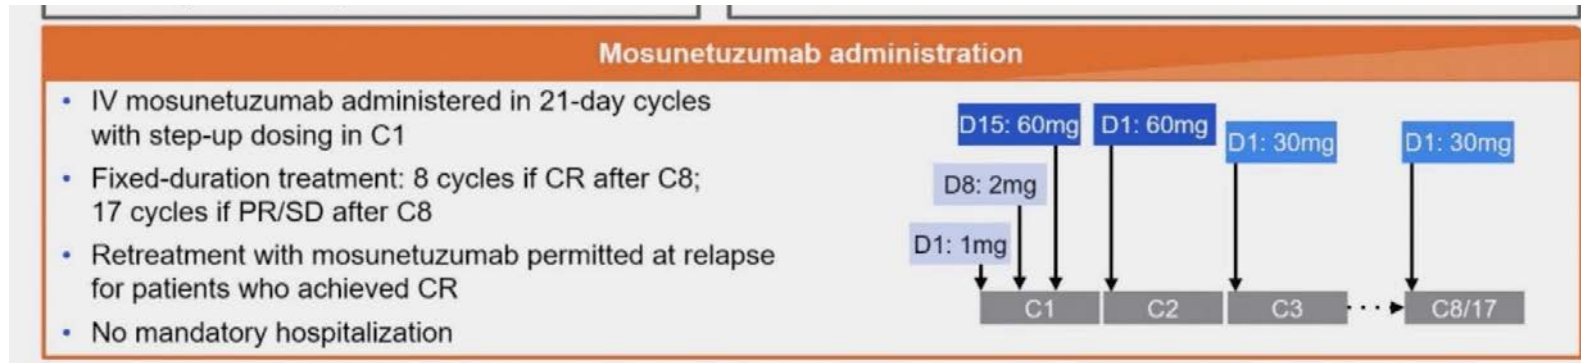 Mosunetuzumab administration
• IV mosunetuzumab administered in 21-day cycles
with step-up dosing in C1
• Fixed-duration treatment: 8 cycles if CR after C8;
17 cycles if PR/SD after C8
• Retreatment with mosunetuzumab permitted at relapse
for patients who achieved CR
• No mandatory hospitalization
D15: 60mg
D1: 60mg
D1: 30mg
D1: 30mg
D8: 2mg
D1: 1mg
C1
C2
C3
C8/17